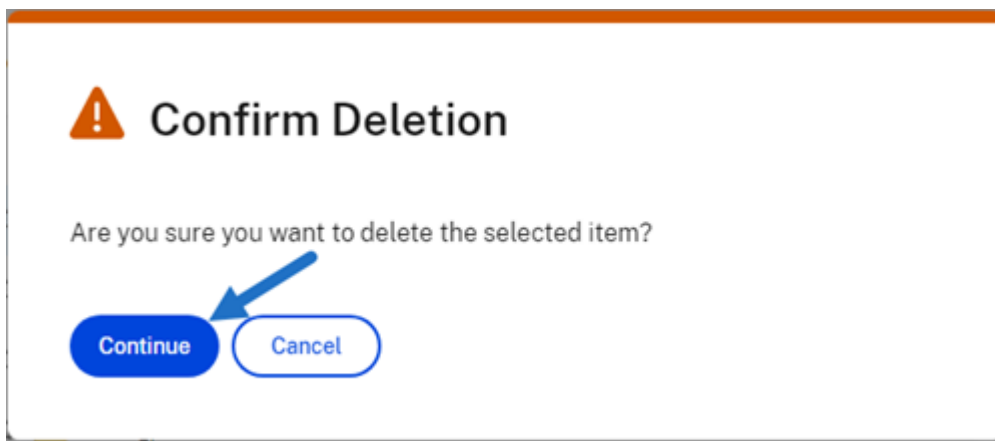 Confirm Deletion
Are you sure you want to delete the selected item?
Continue
Cancel